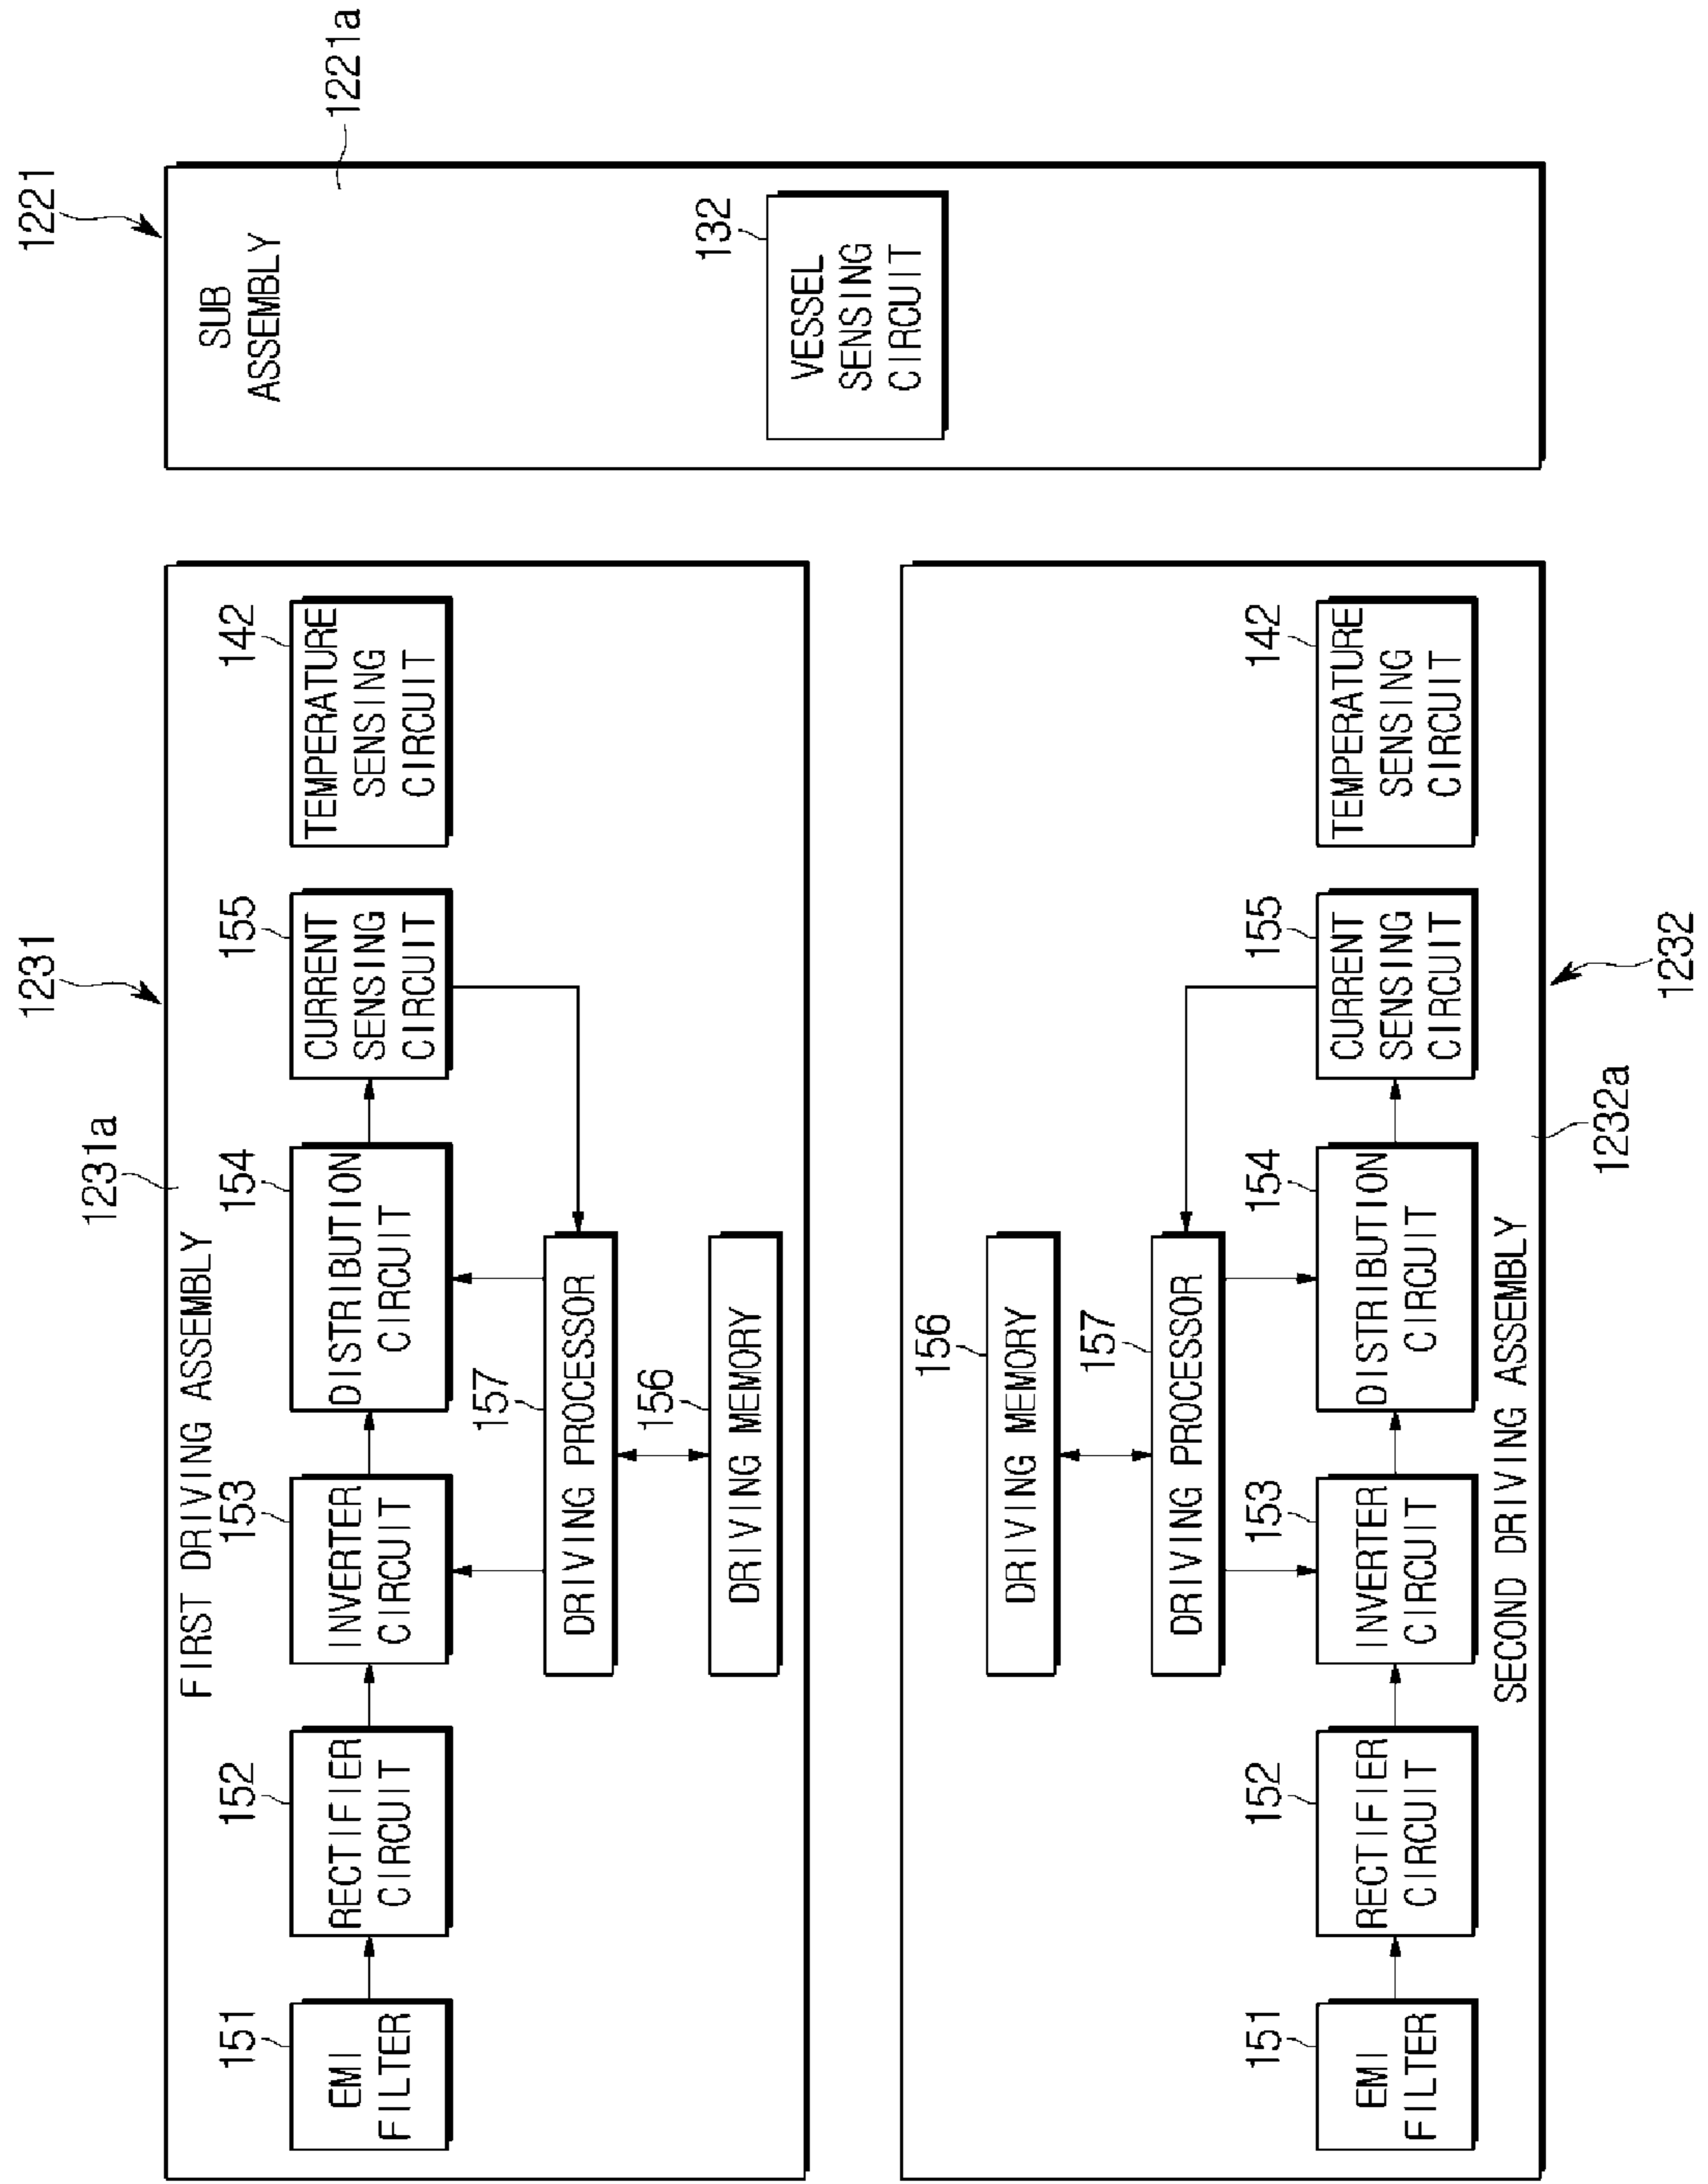 1231
1231a
FIRST DRIVING ASSEMBLY
151
EMI
FILTER
152
RECTIFIER
CIRCUIT
153
INVERTER
CIRCUIT
154
DISTRIBUTION
CIRCUIT
155
CURRENT
SENSING
CIRCUIT
142
TEMPERATURE
SENSING
CIRCUIT
157
DRIVING PROCESSOR
156
DRIVING MEMORY
156
DRIVING MEMORY
157
DRIVING PROCESSOR
151
EMI
FILTER
152
RECTIFIER
CIRCUIT
153
INVERTER
CIRCUIT
154
DISTRIBUTION
CIRCUIT
155
CURRENT
SENSING
CIRCUIT
142
TEMPERATURE
SENSING
CIRCUIT
SECOND DRIVING ASSEMBLY
1232a
1232
1221
1221a
SUB
ASSEMBLY
132
VESSEL
SENSING
CIRCUIT